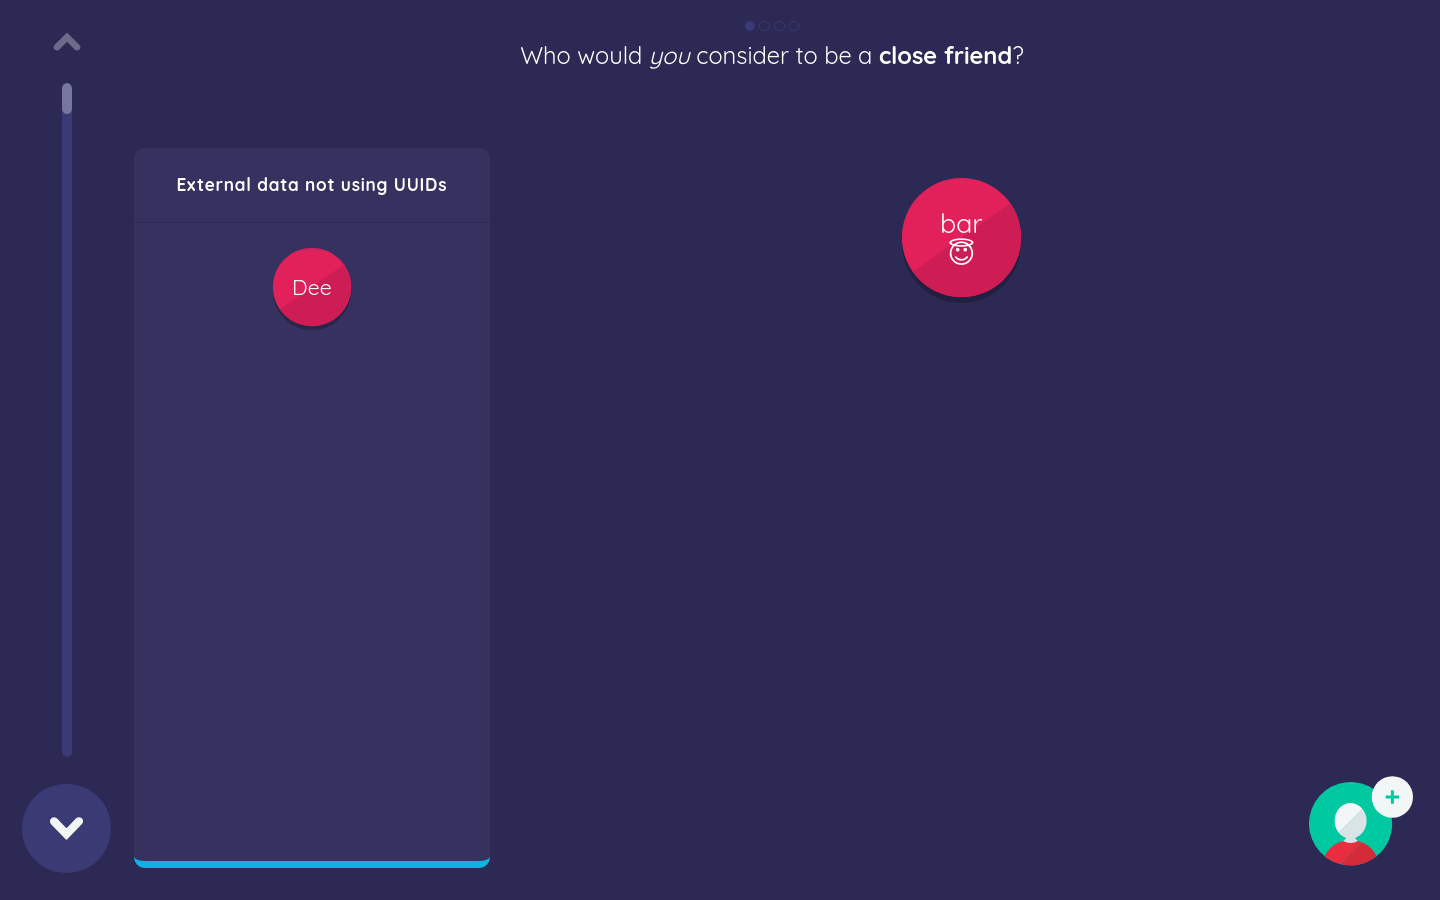 Who would you consider to be a close friend?
External data not using UUIDs
Dee
bar